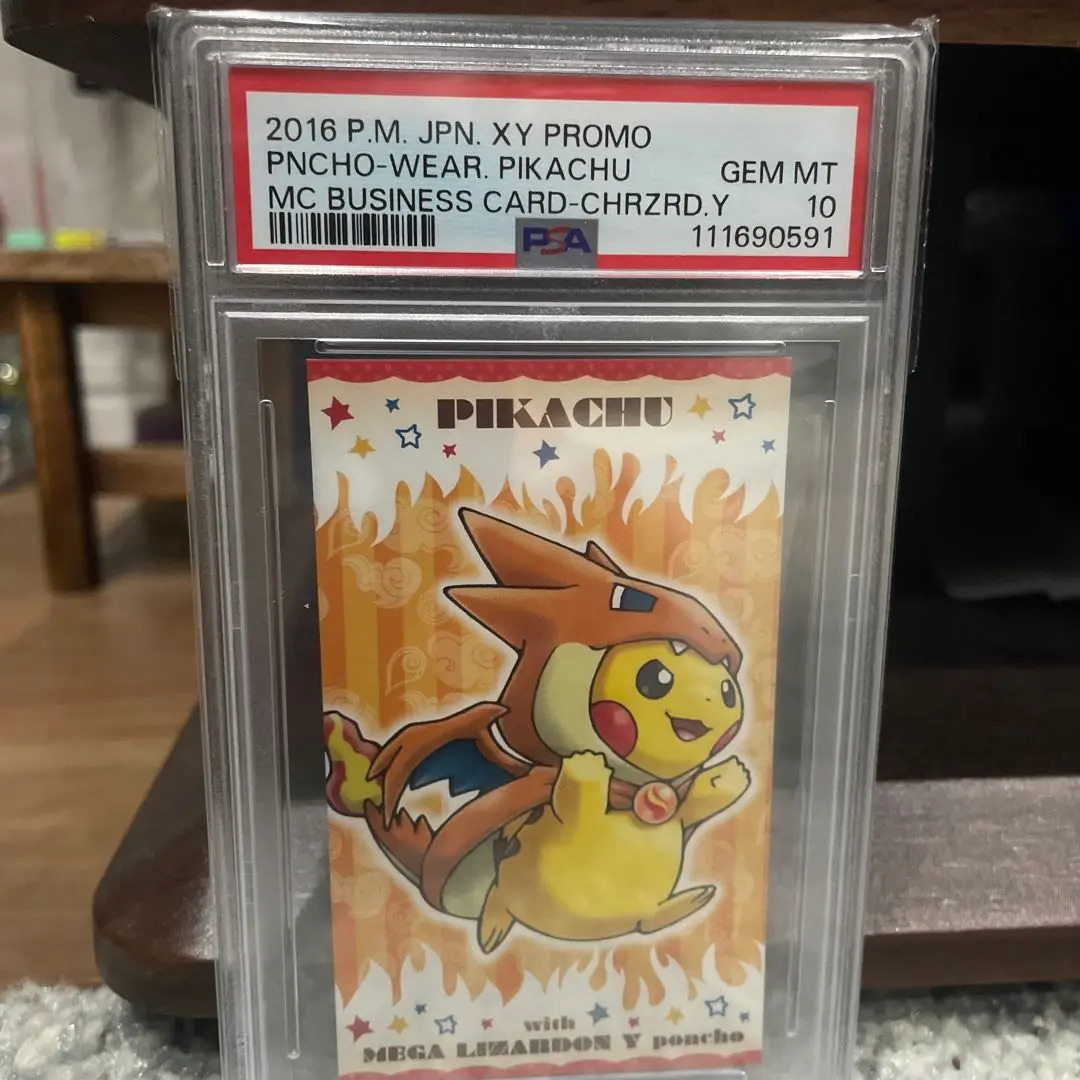 2016 P.M. JPN. XY PROMO
PNCHO-WEAR. PIKACHU GEM MT
MC BUSINESS CARD-CHRZRD.Y 10
PSA 111690591
PIKACHU
with
MEGA LIZARDON Y poncho